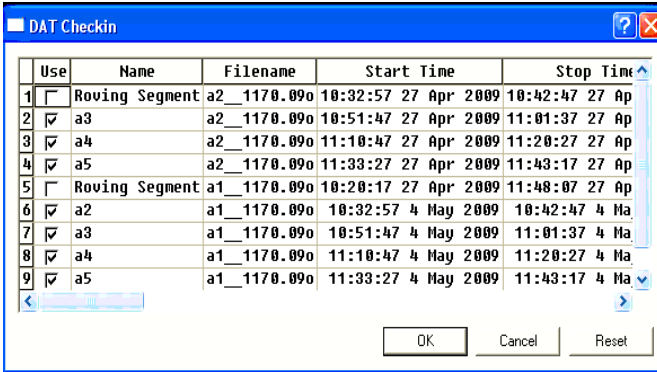 DAT Checkin
Use Name Filename Start Time Stop Time
1 Roving Segment a2__1170.09o 10:32:57 27 Apr 2009 10:42:47 27 Ap
2 a3 a2__1170.09o 10:51:47 27 Apr 2009 11:01:37 27 Ap
3 a4 a2__1170.09o 11:10:47 27 Apr 2009 11:20:27 27 Ap
4 a5 a2__1170.09o 11:33:27 27 Apr 2009 11:43:17 27 Ap
5 Roving Segment a1__1170.09o 10:20:17 27 Apr 2009 11:48:07 27 Ap
6 a2 a1__1170.09o 10:32:57 4 May 2009 10:42:47 4 Ma
7 a3 a1__1170.09o 10:51:47 4 May 2009 11:01:37 4 Ma
8 a4 a1__1170.09o 11:10:47 4 May 2009 11:20:27 4 Ma
9 a5 a1__1170.09o 11:33:27 4 May 2009 11:43:17 4 Ma
OK Cancel Reset